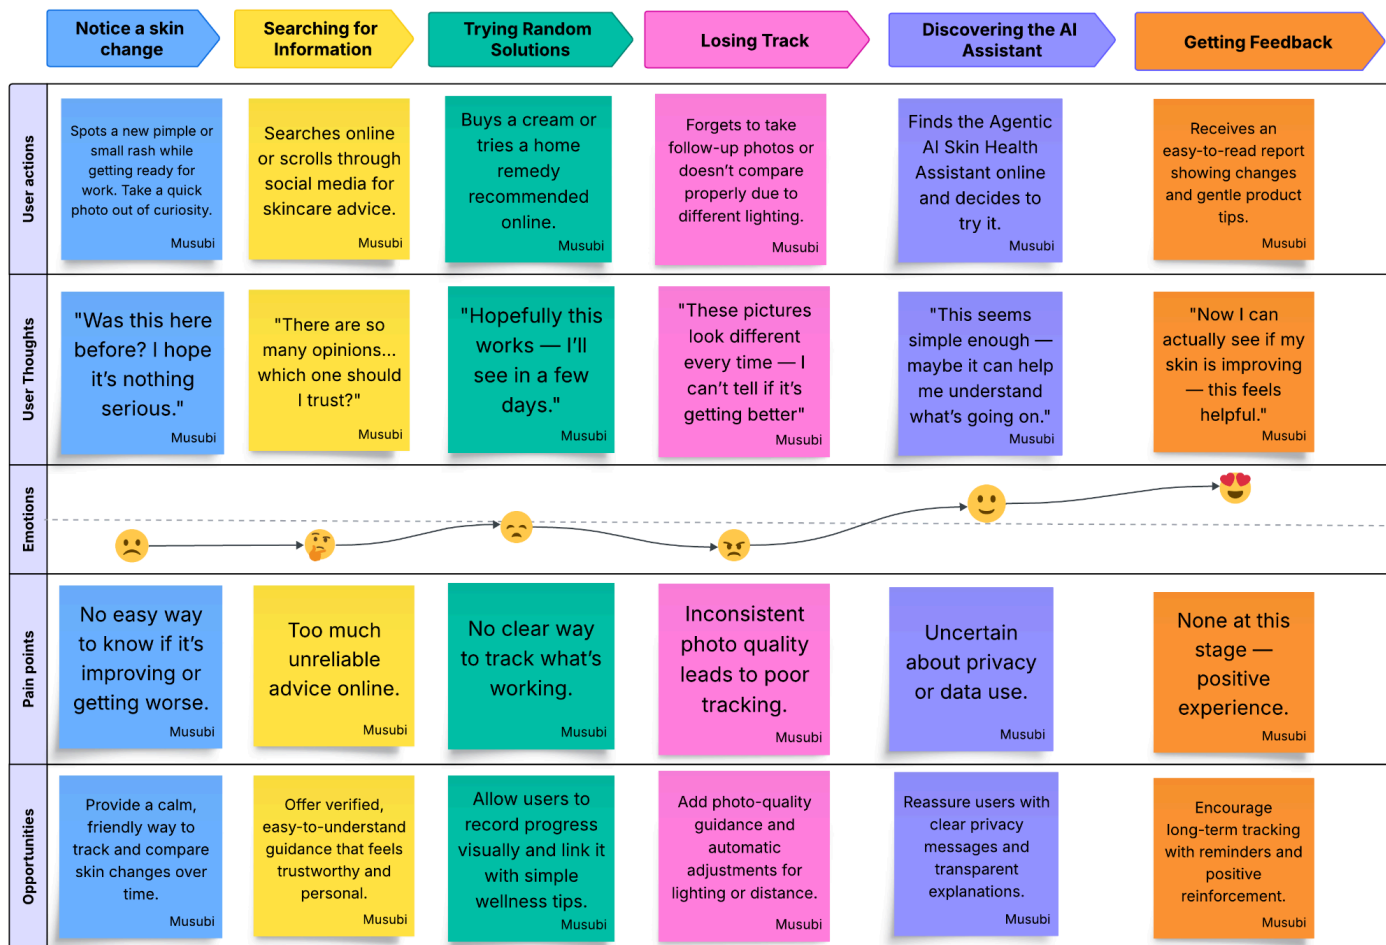 Notice a skin
change
Searching for
Information
Trying Random
Solutions
Losing Track
Discovering the AI
Assistant
Getting Feedback
User actions
Spots a new pimple or
small rash while
getting ready for
work. Take a quick
photo out of curiosity.
Musubi
Searches online
or scrolls through
social media for
skincare advice.
Musubi
Buys a cream or
tries a home
remedy
recommended
online.
Musubi
Forgets to take
follow-up photos or
doesn’t compare
properly due to
different lighting.
Musubi
Finds the Agentic
AI Skin Health
Assistant online
and decides to
try it.
Musubi
Receives an
easy-to-read report
showing changes
and gentle product
tips.
Musubi
User Thoughts
"Was this here
before? I hope
it’s nothing
serious."
Musubi
"There are so
many opinions...
which one should
I trust?"
Musubi
"Hopefully this
works — I’ll
see in a few
days."
Musubi
"These pictures
look different
every time — I
can’t tell if it’s
getting better"
Musubi
"This seems
simple enough —
maybe it can help
me understand
what’s going on."
Musubi
"Now I can
actually see if my
skin is improving
— this feels
helpful."
Musubi
Emotions
Pain points
No easy way
to know if it’s
improving or
getting worse.
Musubi
Too much
unreliable
advice online.
Musubi
No clear way
to track what’s
working.
Musubi
Inconsistent
photo quality
leads to poor
tracking.
Musubi
Uncertain
about privacy
or data use.
Musubi
None at this
stage —
positive
experience.
Musubi
Opportunities
Provide a calm,
friendly way to
track and compare
skin changes over
time.
Musubi
Offer verified,
easy-to-understand
guidance that feels
trustworthy and
personal.
Musubi
Allow users to
record progress
visually and link it
with simple
wellness tips.
Musubi
Add photo-quality
guidance and
automatic
adjustments for
lighting or distance.
Musubi
Reassure users with
clear privacy
messages and
transparent
explanations.
Musubi
Encourage
long-term tracking
with reminders and
positive
reinforcement.
Musubi